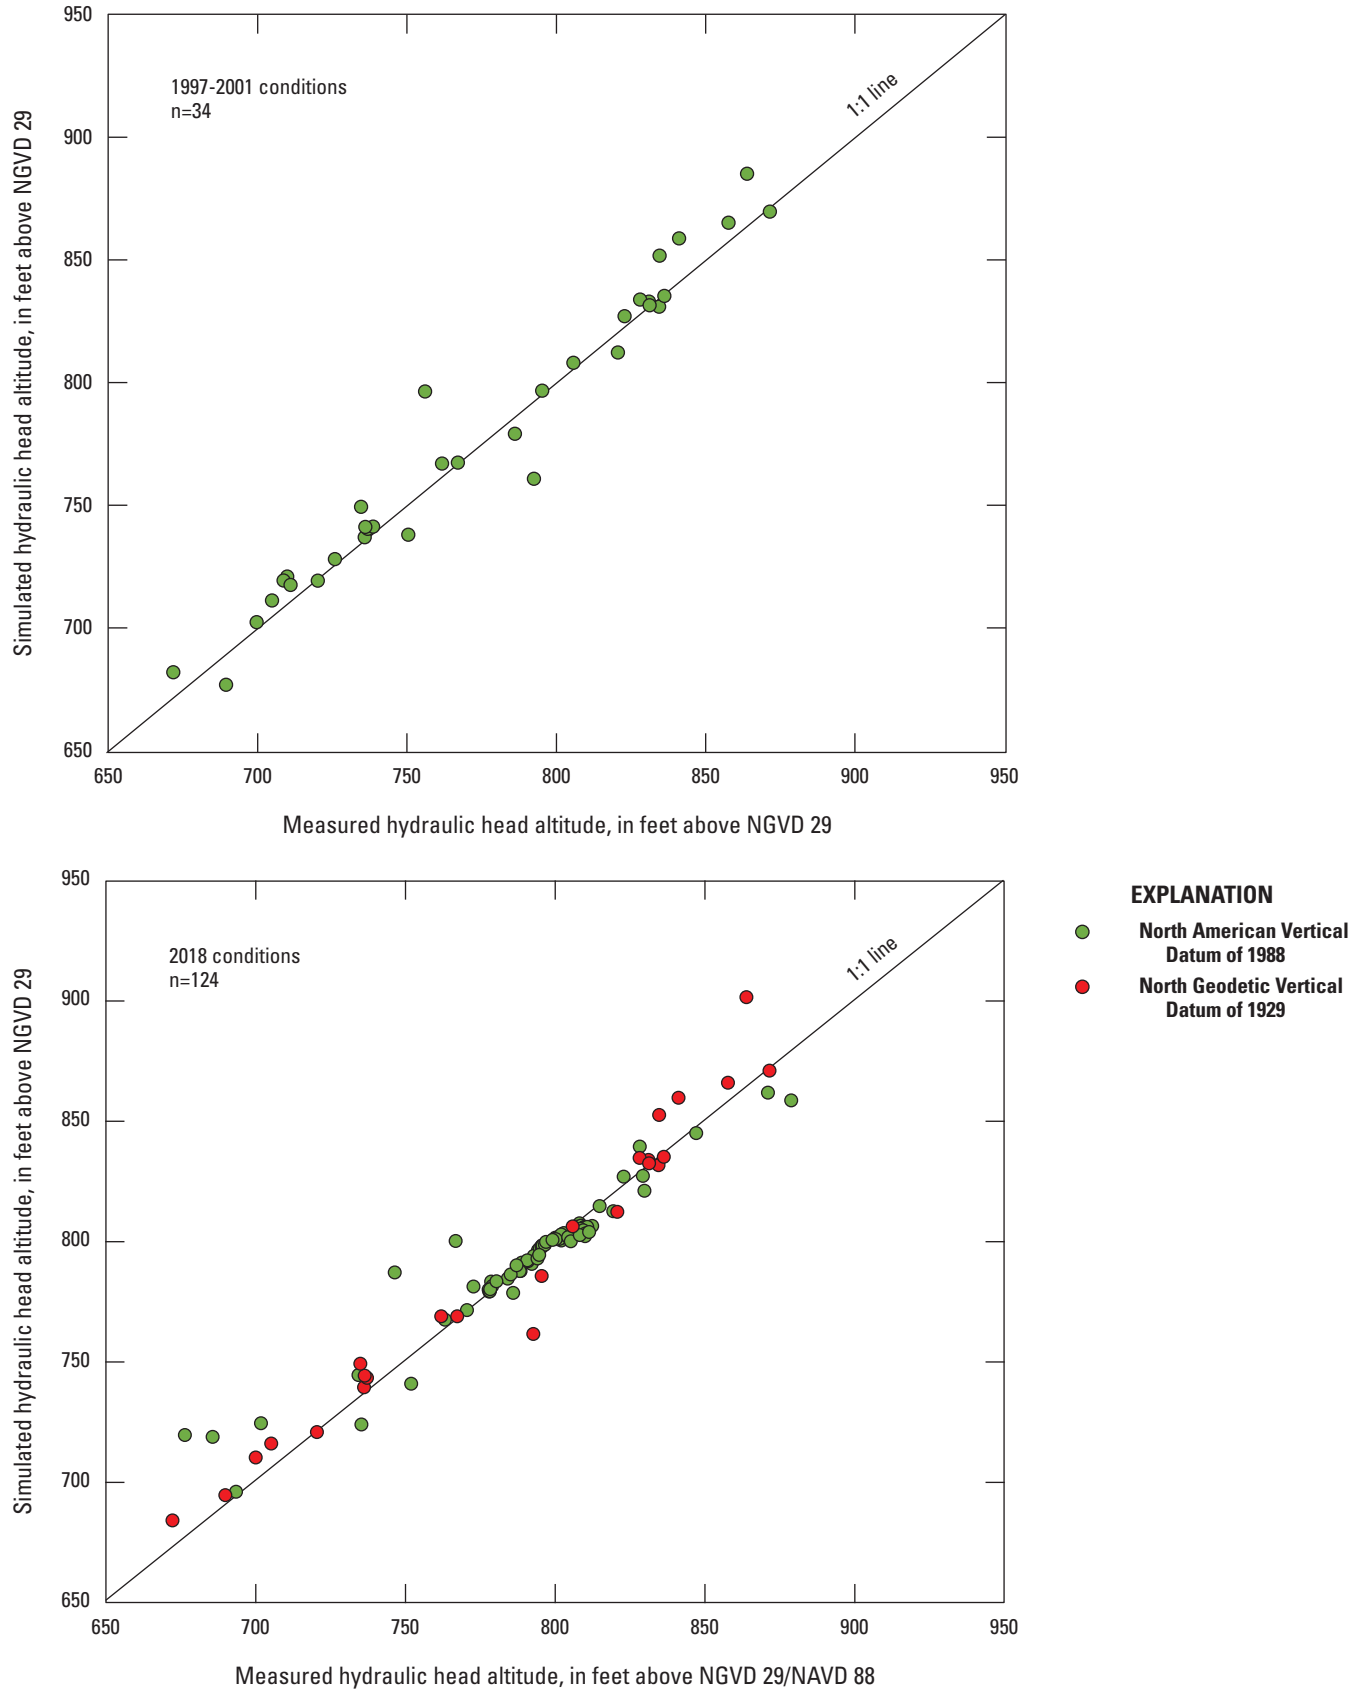 950
900
850
800
750
700
650
Simulated hydraulic head altitude, in feet above NGVD 29
1997-2001 conditions
n=34
1:1 line
650 700 750 800 850 900 950
Measured hydraulic head altitude, in feet above NGVD 29
950
900
850
800
750
700
650
Simulated hydraulic head altitude, in feet above NGVD 29
2018 conditions
n=124
1:1 line
650 700 750 800 850 900 950
Measured hydraulic head altitude, in feet above NGVD 29/NAVD 88
EXPLANATION
North American Vertical
Datum of 1988
North Geodetic Vertical
Datum of 1929